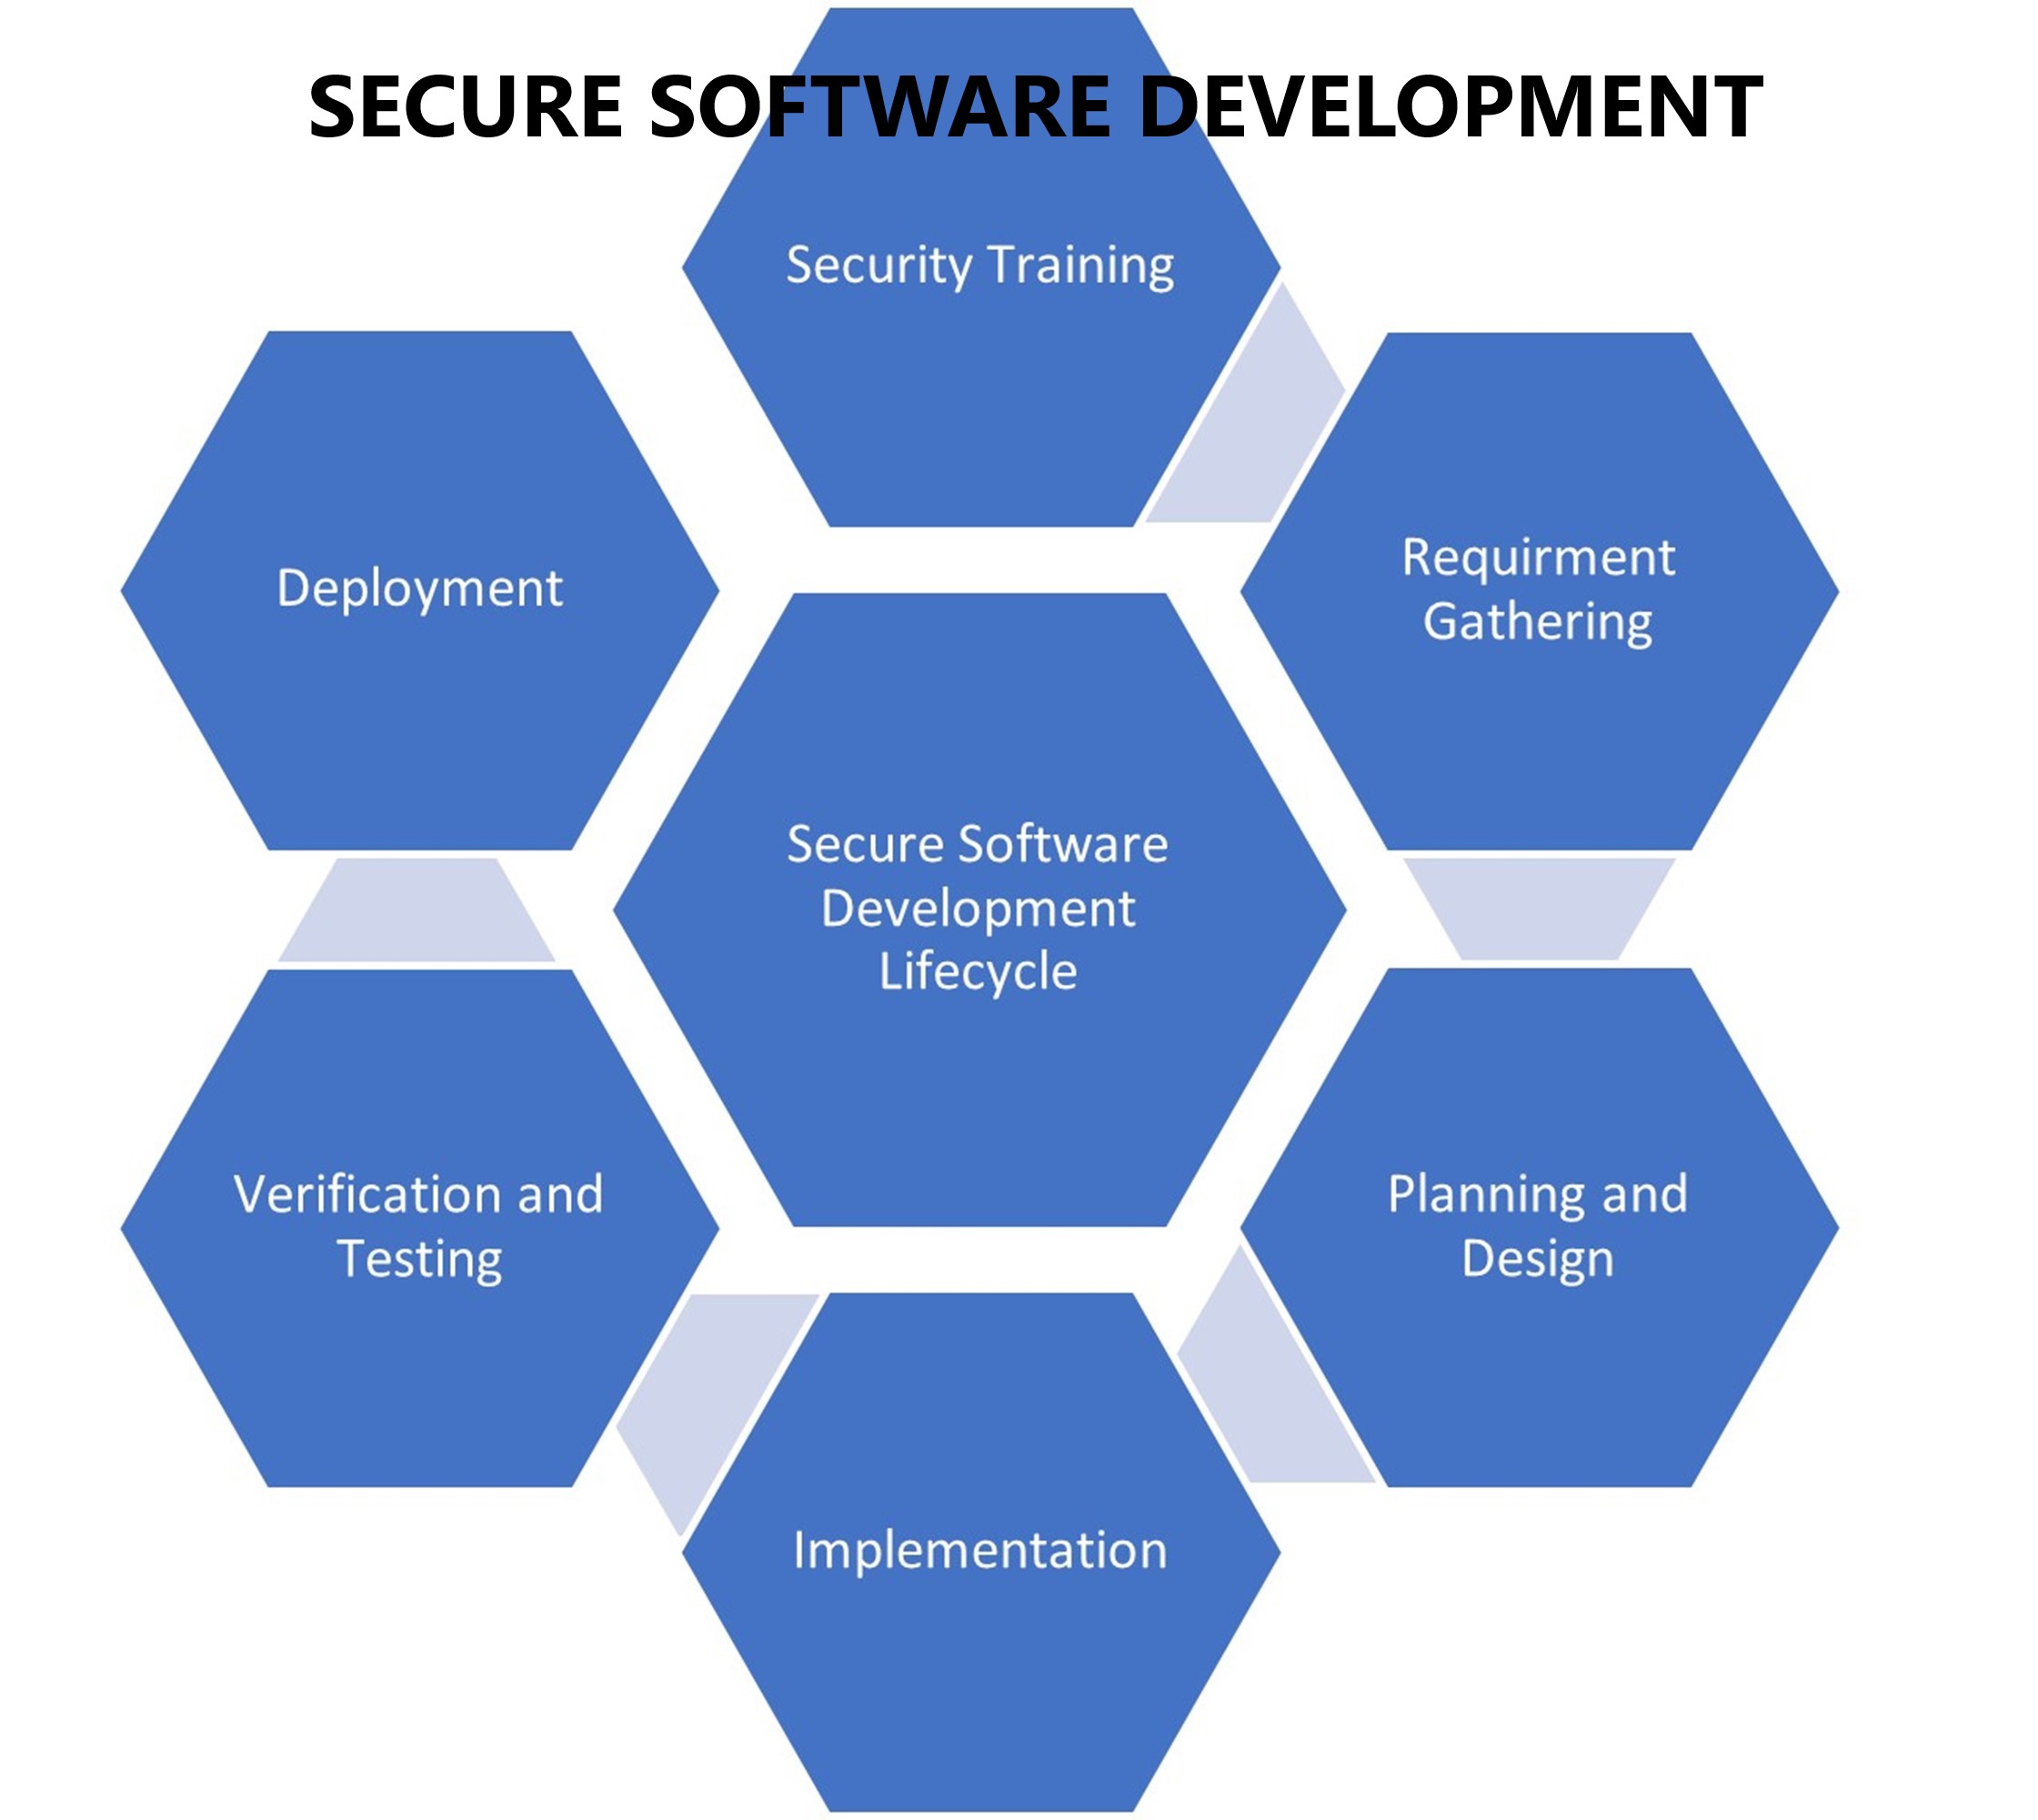 SECURE SOFTWARE DEVELOPMENT
Security Training
Requirment
Gathering
Deployment
Secure Software
Development
Lifecycle
Planning and
Design
Verification and
Testing
Implementation